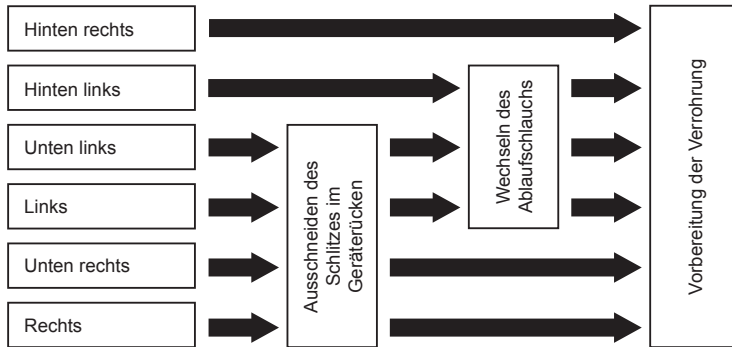 Hinten rechts
Hinten links
Unten links
Links
Unten rechts
Rechts
Ausschneiden des
Schlitzes im
Geräterücken
Wechseln des
Ablaufschlauchs
Vorbereitung der Verrohrung